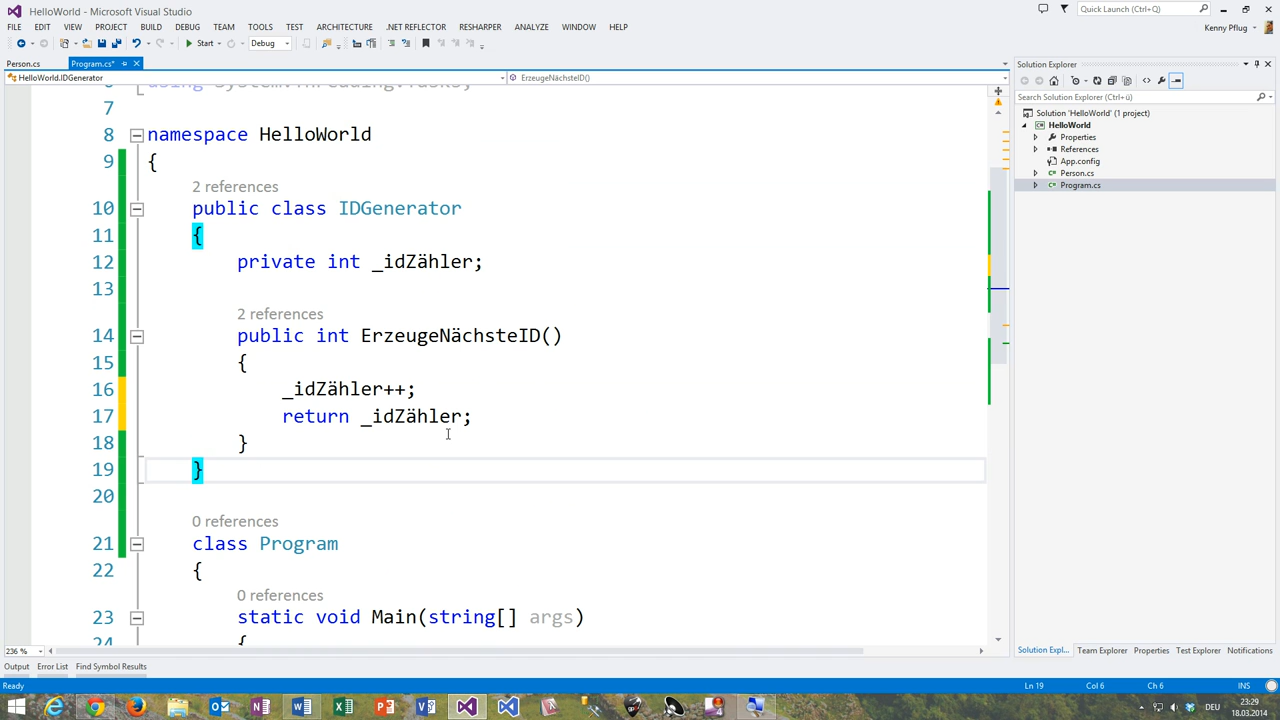 HelloWorld - Microsoft Visual Studio
Quick Launch (Ctrl+Q)
FILE EDIT VIEW PROJECT BUILD DEBUG TEAM TOOLS TEST ARCHITECTURE .NET REFLECTOR RESHARPER ANALYZE WINDOW HELP
Kenny Pflug
Start Debug
Person.cs Program.cs*
Solution Explorer
HelloWorld.IDGenerator ErzeugeNächsteID()
Search Solution Explorer (Ctrl+ü)
Solution 'HelloWorld' (1 project)
HelloWorld
Properties
References
App.config
Person.cs
Program.cs
using System.Threading.Tasks;
7
8 namespace HelloWorld
9 {
2 references
10 public class IDGenerator
11 {
12 private int _idZähler;
13
2 references
14 public int ErzeugeNächsteID()
15 {
16 _idZähler++;
17 return _idZähler;
18 }
19 }
20
0 references
21 class Program
22 {
0 references
23 static void Main(string[] args)
24 {
236 %
Solution Expl... Team Explorer Properties Test Explorer Notifications
Output Error List Find Symbol Results
Ready Ln 19 Col 6 Ch 6 INS
23:29
18.03.2014